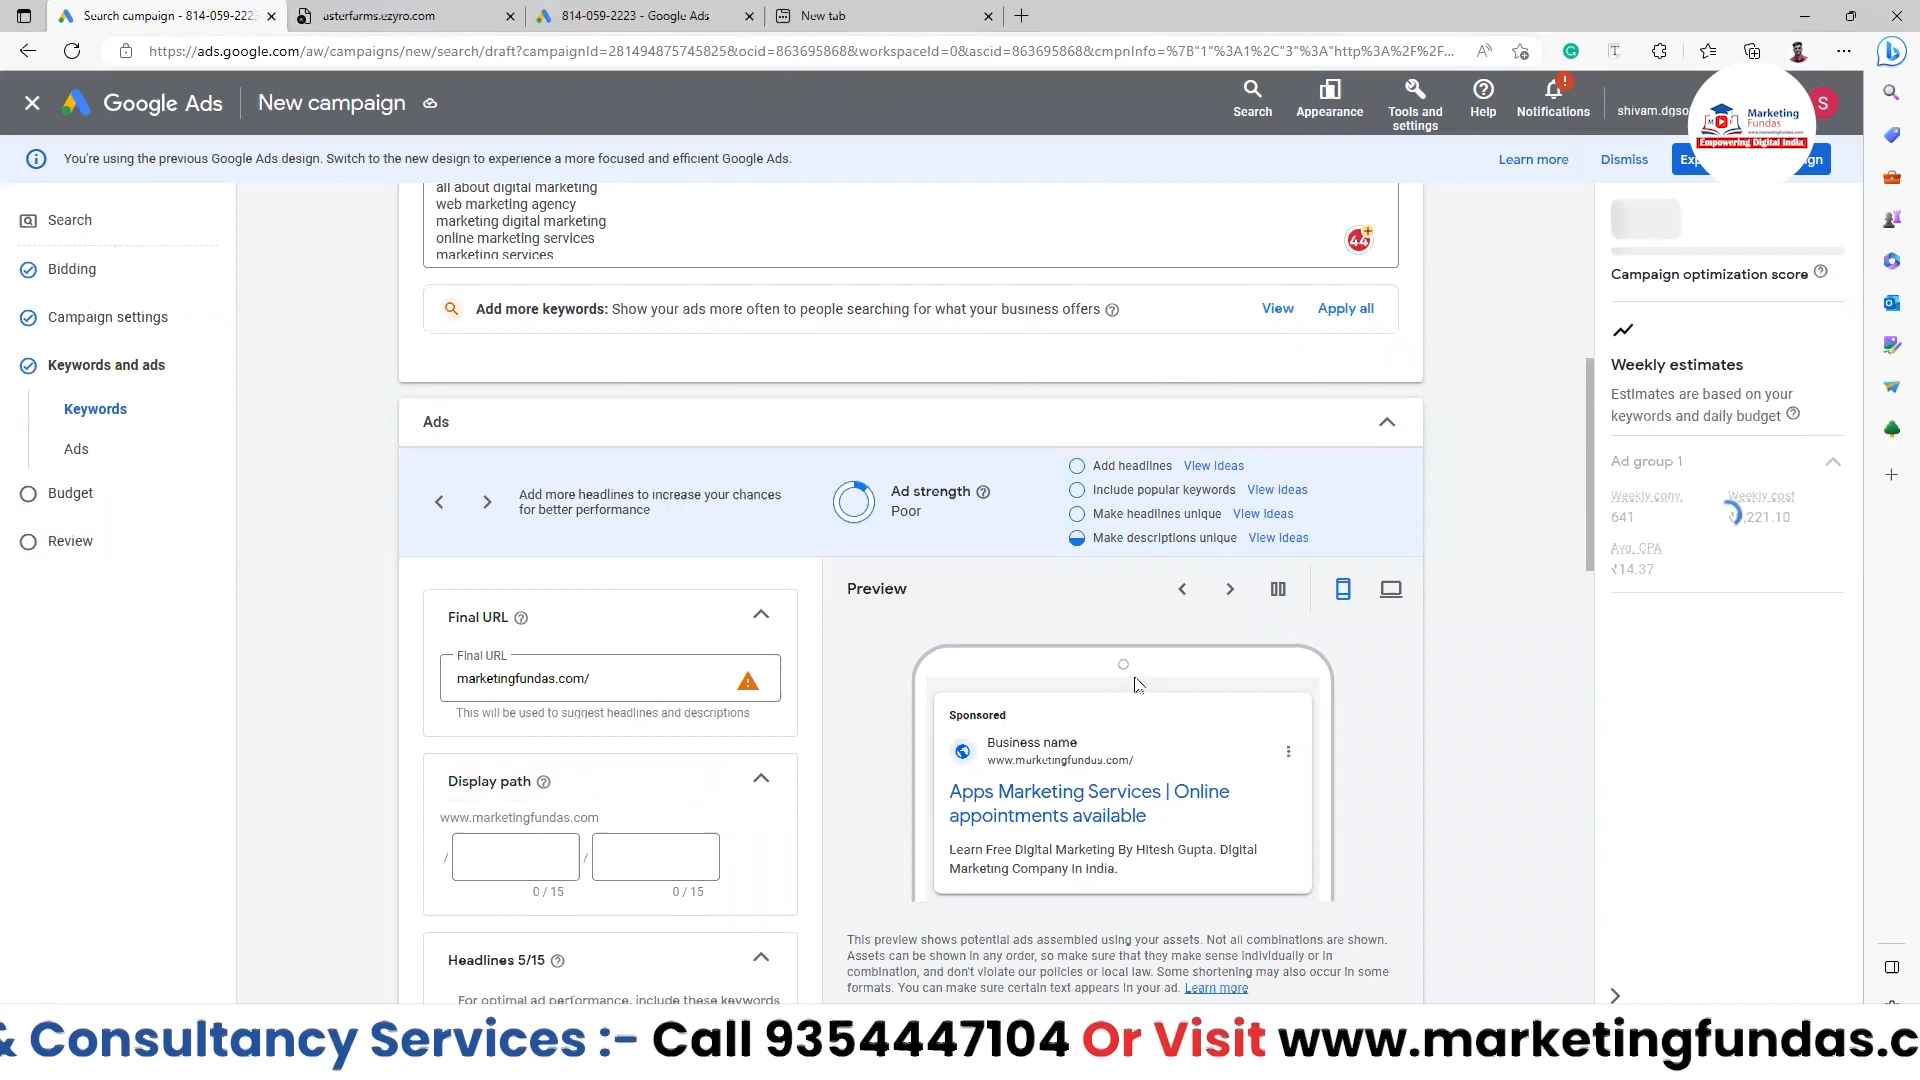 Search campaign - 814-059-222
asterfarms.ezyro.com
814-059-2223 - Google Ads
New tab
https://ads.google.com/aw/campaigns/new/search/draft?campaignId=281494875745825&ocid=863695868&workspaceId=0&ascid=863695868&cmpnInfo=%7B"1"%3A1%2C"3"%3A"http%3A%2F%2F...
Google Ads
New campaign
Search
Appearance
Tools and settings
Help
Notifications
shivam.dgso
S
Marketing
Fundas
www.marketingfundas.com
Empowering Digital India
You're using the previous Google Ads design. Switch to the new design to experience a more focused and efficient Google Ads.
Learn more
Dismiss
Search
Bidding
Campaign settings
Keywords and ads
Keywords
Ads
Budget
Review
all about digital marketing
web marketing agency
marketing digital marketing
online marketing services
marketing services
44
Add more keywords: Show your ads more often to people searching for what your business offers
View
Apply all
Ads
Add more headlines to increase your chances
for better performance
Ad strength
Poor
Add headlines View Ideas
Include popular keywords View Ideas
Make headlines unique View Ideas
Make descriptions unique View Ideas
Final URL
Final URL
marketingfundas.com/
This will be used to suggest headlines and descriptions
Display path
www.marketingfundas.com
/
/
0 / 15
0 / 15
Headlines 5/15
For optimal ad performance, include these keywords
Preview
Sponsored
Business name
www.marketingfundas.com/
Apps Marketing Services | Online
appointments available
Learn Free Digital Marketing By Hitesh Gupta. Digital
Marketing Company in India.
This preview shows potential ads assembled using your assets. Not all combinations are shown.
Assets can be shown in any order, so make sure that they make sense individually or in
combination, and don't violate our policies or local law. Some shortening may also occur in some
formats. You can make sure certain text appears in your ad. Learn more
Campaign optimization score
Weekly estimates
Estimates are based on your
keywords and daily budget
Ad group 1
Weekly conv.
Weekly cost
641
,221.10
Avg. CPA
₹14.37
& Consultancy Services :- Call 9354447104 Or Visit www.marketingfundas.c